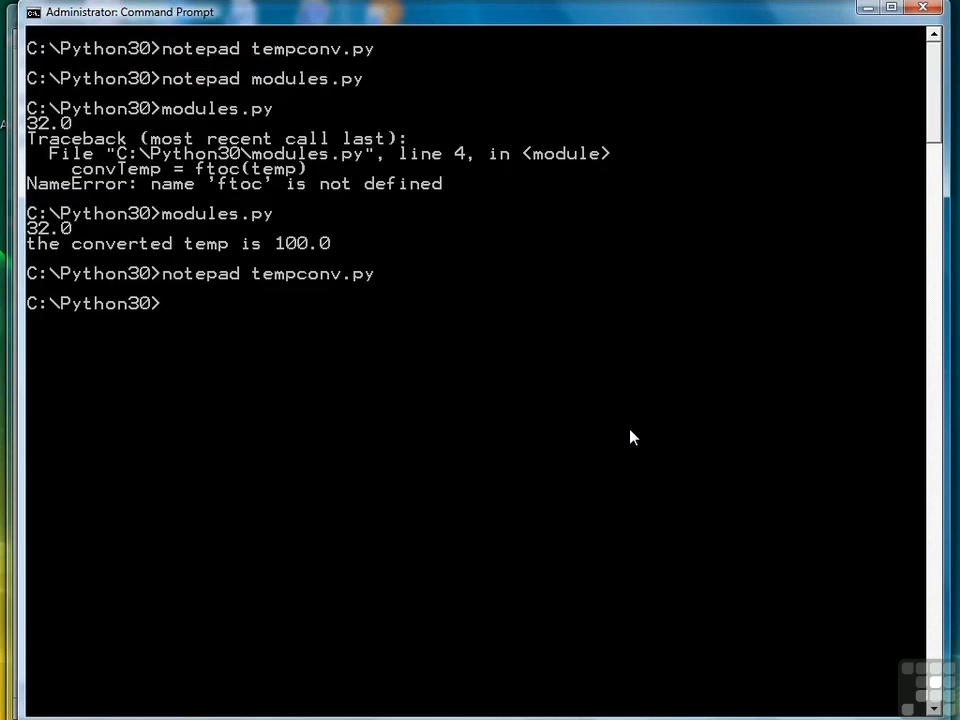 Administrator: Command Prompt
C:\Python30>notepad tempconv.py
C:\Python30>notepad modules.py
C:\Python30>modules.py
32.0
Traceback (most recent call last):
  File "C:\Python30\modules.py", line 4, in <module>
    convTemp = ftoc(temp)
NameError: name 'ftoc' is not defined
C:\Python30>modules.py
32.0
the converted temp is 100.0
C:\Python30>notepad tempconv.py
C:\Python30>